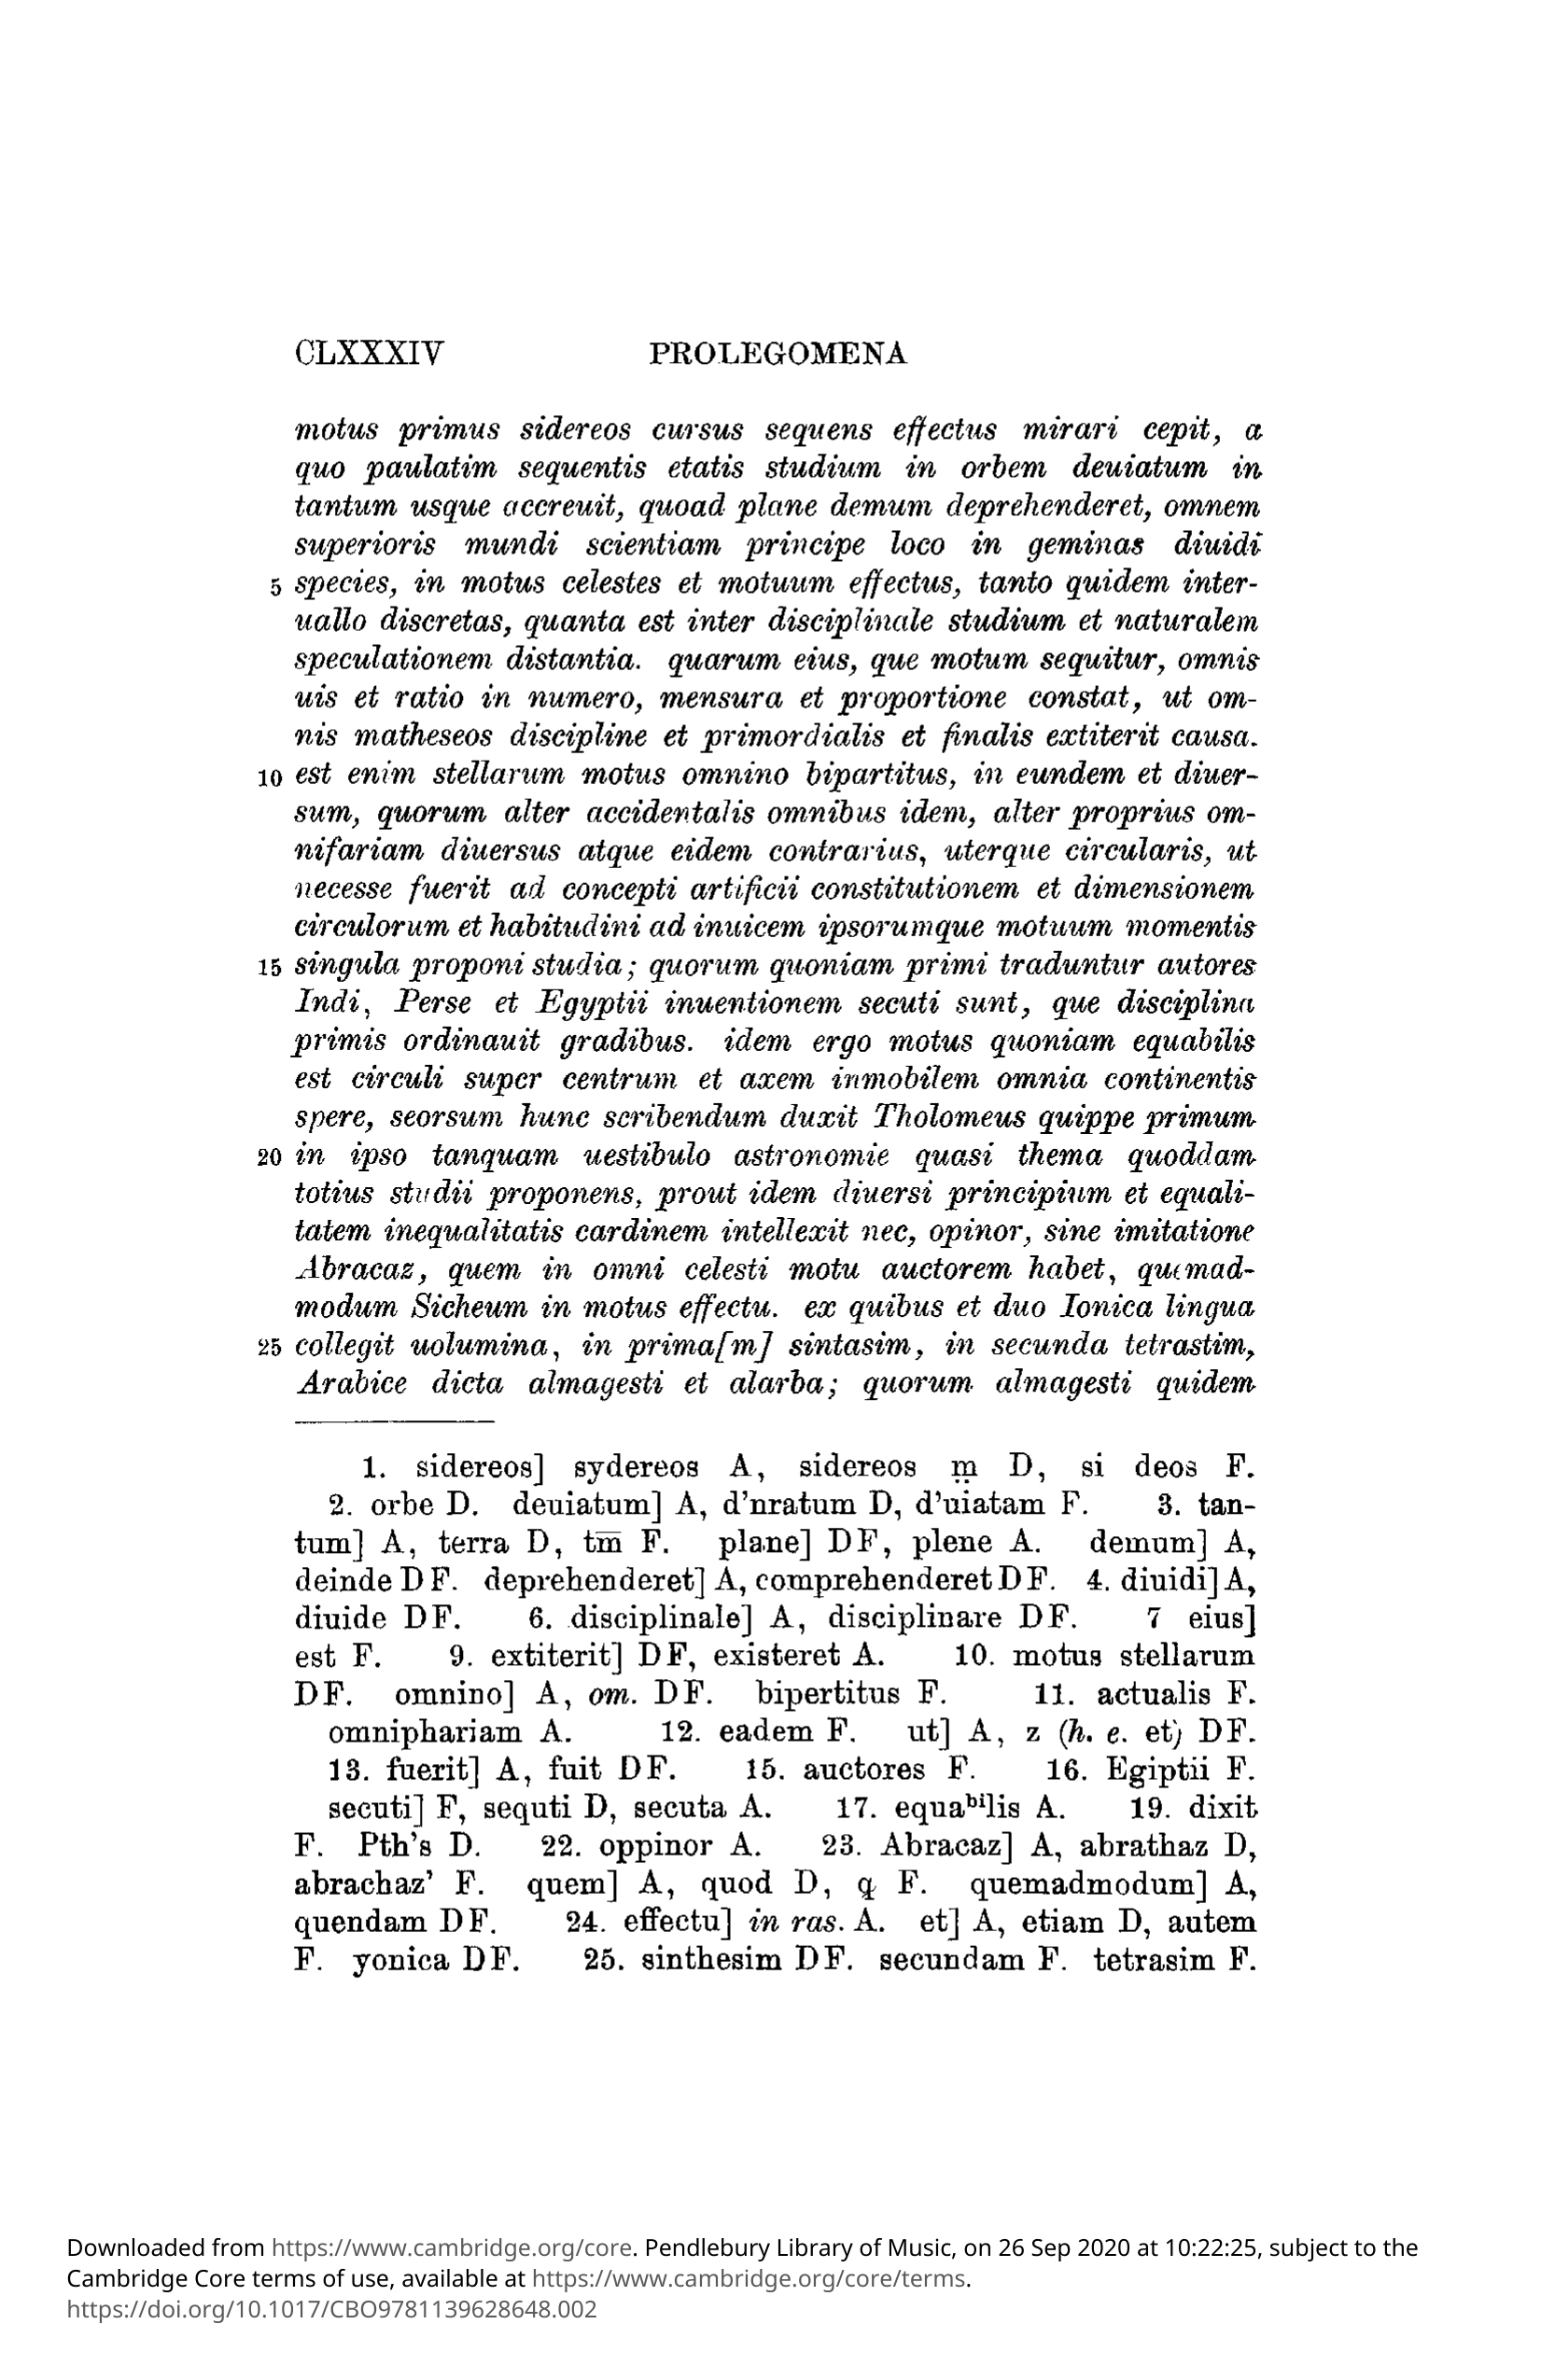 CLXXXIV PROLEGOMENA
motus primus sidereos cursus sequens effectus mirari cepit, a
quo paulatim sequentis etatis studium in orbem deuiatum in
tantum usque accreuit, quoad plane demum deprehenderet, omnem
superioris mundi scientiam principe loco in geminas diuidi
5 species, in motus celestes et motuum effectus, tanto quidem inter-
uallo discretas, quanta est inter disciplinale studium et naturalem
speculationem distantia. quarum eius, que motum sequitur, omnis
uis et ratio in numero, mensura et proportione constat, ut om-
nis matheseos discipline et primordialis et finalis extiterit causa.
10 est enim stellarum motus omnino bipartitus, in eundem et diuer-
sum, quorum alter accidentalis omnibus idem, alter proprius om-
nifariam diuersus atque eidem contrarius, uterque circularis, ut
necesse fuerit ad concepti artificii constitutionem et dimensionem
circulorum et habitudini ad inuicem ipsorumque motuum momentis
15 singula proponi studia; quorum quoniam primi traduntur autores
Indi, Perse et Egyptii inuentionem secuti sunt, que disciplina
primis ordinauit gradibus. idem ergo motus quoniam equabilis
est circuli super centrum et axem inmobilem omnia continentis
spere, seorsum hunc scribendum duxit Tholomeus quippe primum
20 in ipso tanquam uestibulo astronomie quasi thema quoddam
totius studii proponens, prout idem diuersi principium et equali-
tatem inequalitatis cardinem intellexit nec, opinor, sine imitatione
Abracaz, quem in omni celesti motu auctorem habet, quemad-
modum Sicheum in motus effectu. ex quibus et duo Ionica lingua
25 collegit uolumina, in prima[m] sintasim, in secunda tetrastim,
Arabice dicta almagesti et alarba; quorum almagesti quidem
1. sidereos] sydereos A, sidereos ṃ̣ D, si deos F.
2. orbe D. deuiatum] A, d'nratum D, d'uiatam F. 3. tan-
tum] A, terra D, tm̅ F. plane] DF, plene A. demum] A,
deinde DF. deprehenderet] A, comprehenderet DF. 4. diuidi] A,
diuide DF. 6. disciplinale] A, disciplinare DF. 7 eius]
est F. 9. extiterit] DF, existeret A. 10. motus stellarum
DF. omnino] A, om. DF. bipertitus F. 11. actualis F.
omniphariam A. 12. eadem F. ut] A, z (h. e. et) DF.
13. fuerit] A, fuit DF. 15. auctores F. 16. Egiptii F.
secuti] F, sequti D, secuta A. 17. equaᵇⁱlis A. 19. dixit
F. Pth's D. 22. oppinor A. 23. Abracaz] A, abrathaz D,
abrachaz' F. quem] A, quod D, q F. quemadmodum] A,
quendam DF. 24. effectu] in ras. A. et] A, etiam D, autem
F. yonica DF. 25. sinthesim DF. secundam F. tetrasim F.
Downloaded from https://www.cambridge.org/core. Pendlebury Library of Music, on 26 Sep 2020 at 10:22:25, subject to the
Cambridge Core terms of use, available at https://www.cambridge.org/core/terms.
https://doi.org/10.1017/CBO9781139628648.002